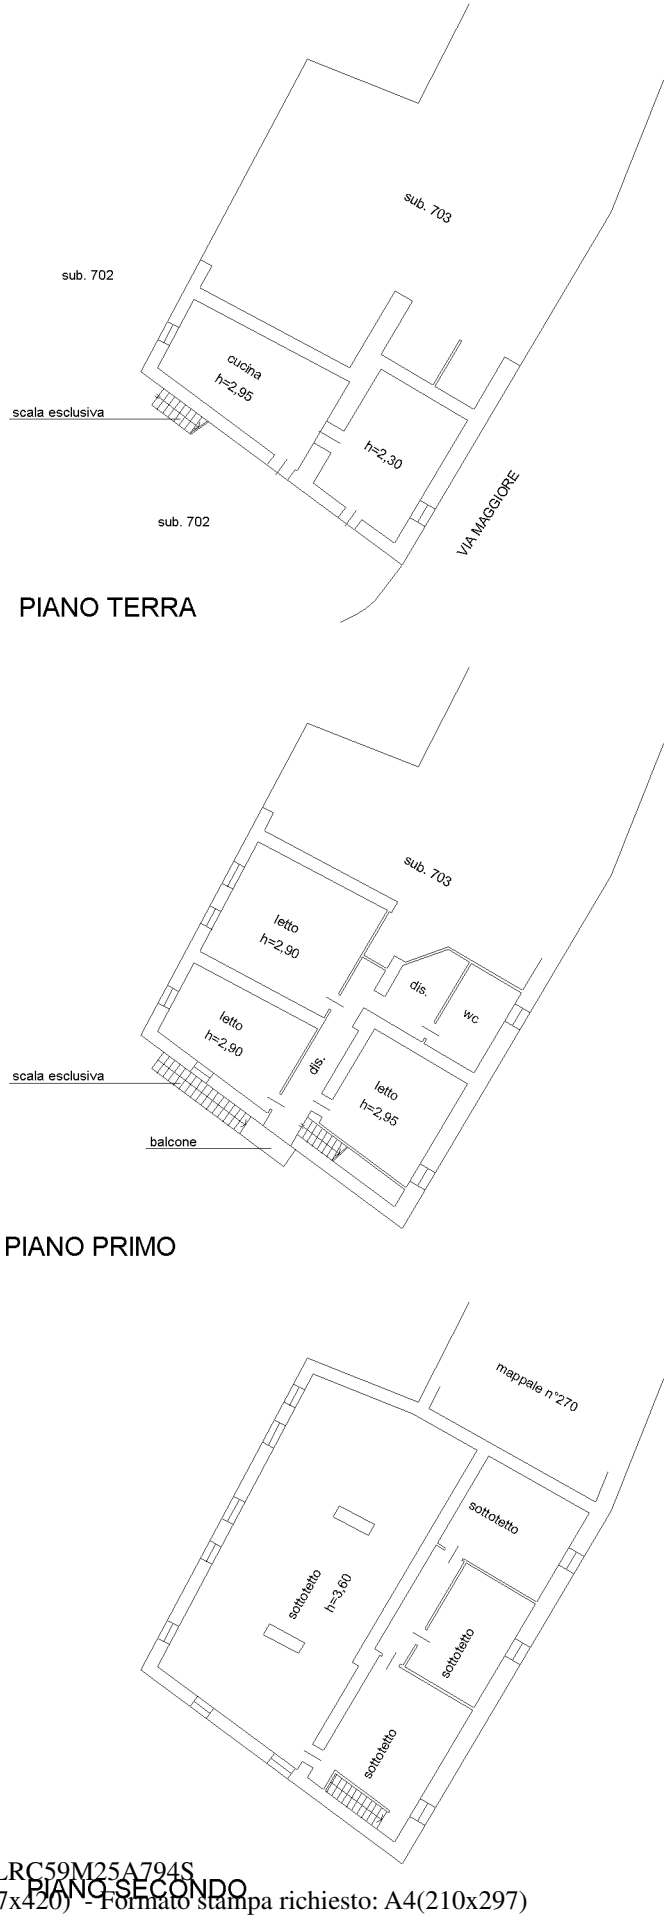 sub. 703
sub. 702
cucina
h=2,95
scala esclusiva
h=2,30
sub. 702
VIA MAGGIORE
PIANO TERRA
sub. 703
letto
h=2,90
dis.
wc
letto
h=2,90
dis.
letto
h=2,95
scala esclusiva
balcone
PIANO PRIMO
mappale n°270
sottotetto
sottotetto
h=3,60
sottotetto
sottotetto
LRC59M25A794S
PIANO SECONDO
7x420) - Formato stampa richiesto: A4(210x297)